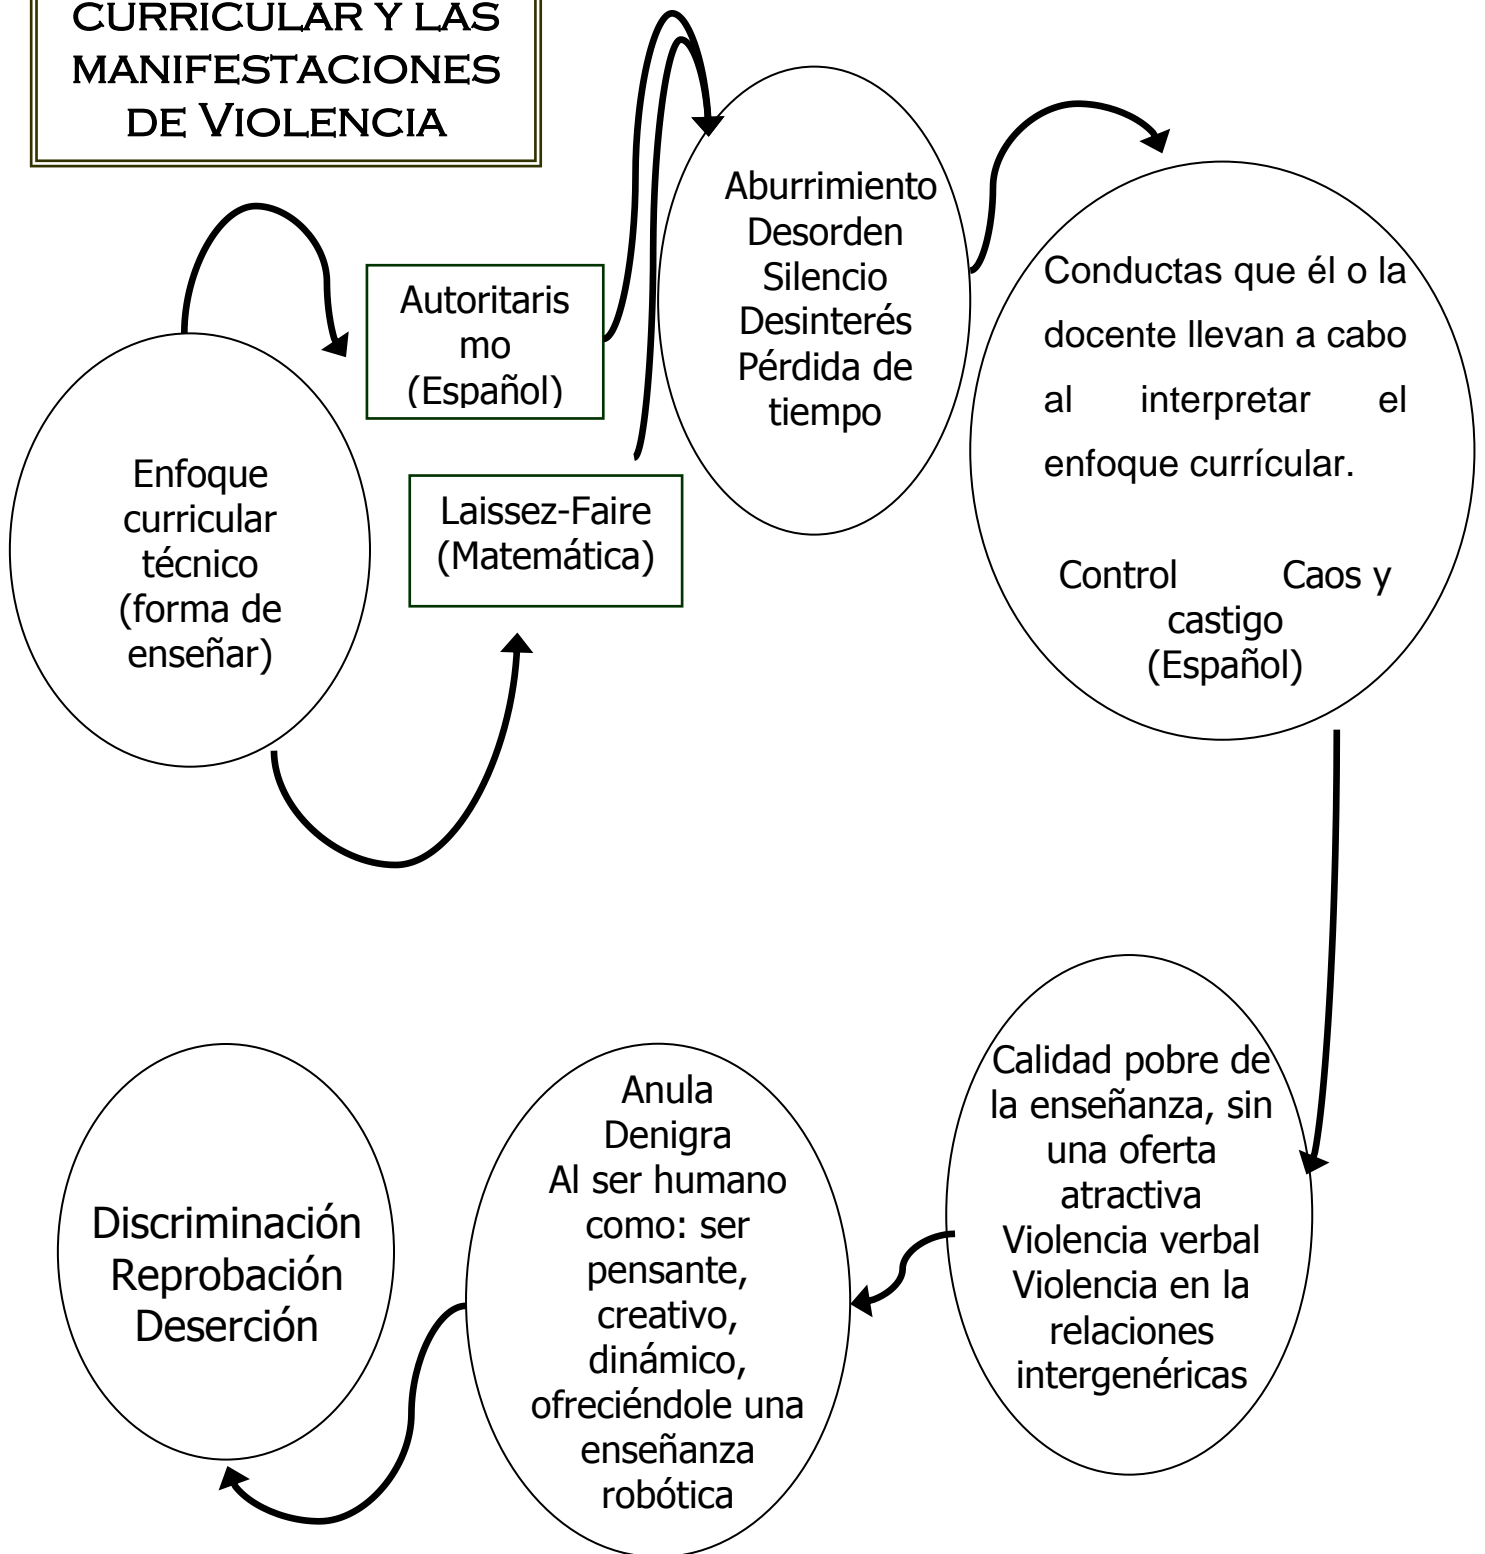 CURRICULAR Y LAS
MANIFESTACIONES
DE VIOLENCIA
Autoritaris
mo
(Español)
Laissez-Faire
(Matemática)
Enfoque
curricular
técnico
(forma de
enseñar)
Aburrimiento
Desorden
Silencio
Desinterés
Pérdida de
tiempo
Conductas que él o la
docente llevan a cabo
al interpretar el
enfoque currícular.
Control Caos y
castigo
(Español)
Calidad pobre de
la enseñanza, sin
una oferta
atractiva
Violencia verbal
Violencia en la
relaciones
intergenéricas
Anula
Denigra
Al ser humano
como: ser
pensante,
creativo,
dinámico,
ofreciéndole una
enseñanza
robótica
Discriminación
Reprobación
Deserción